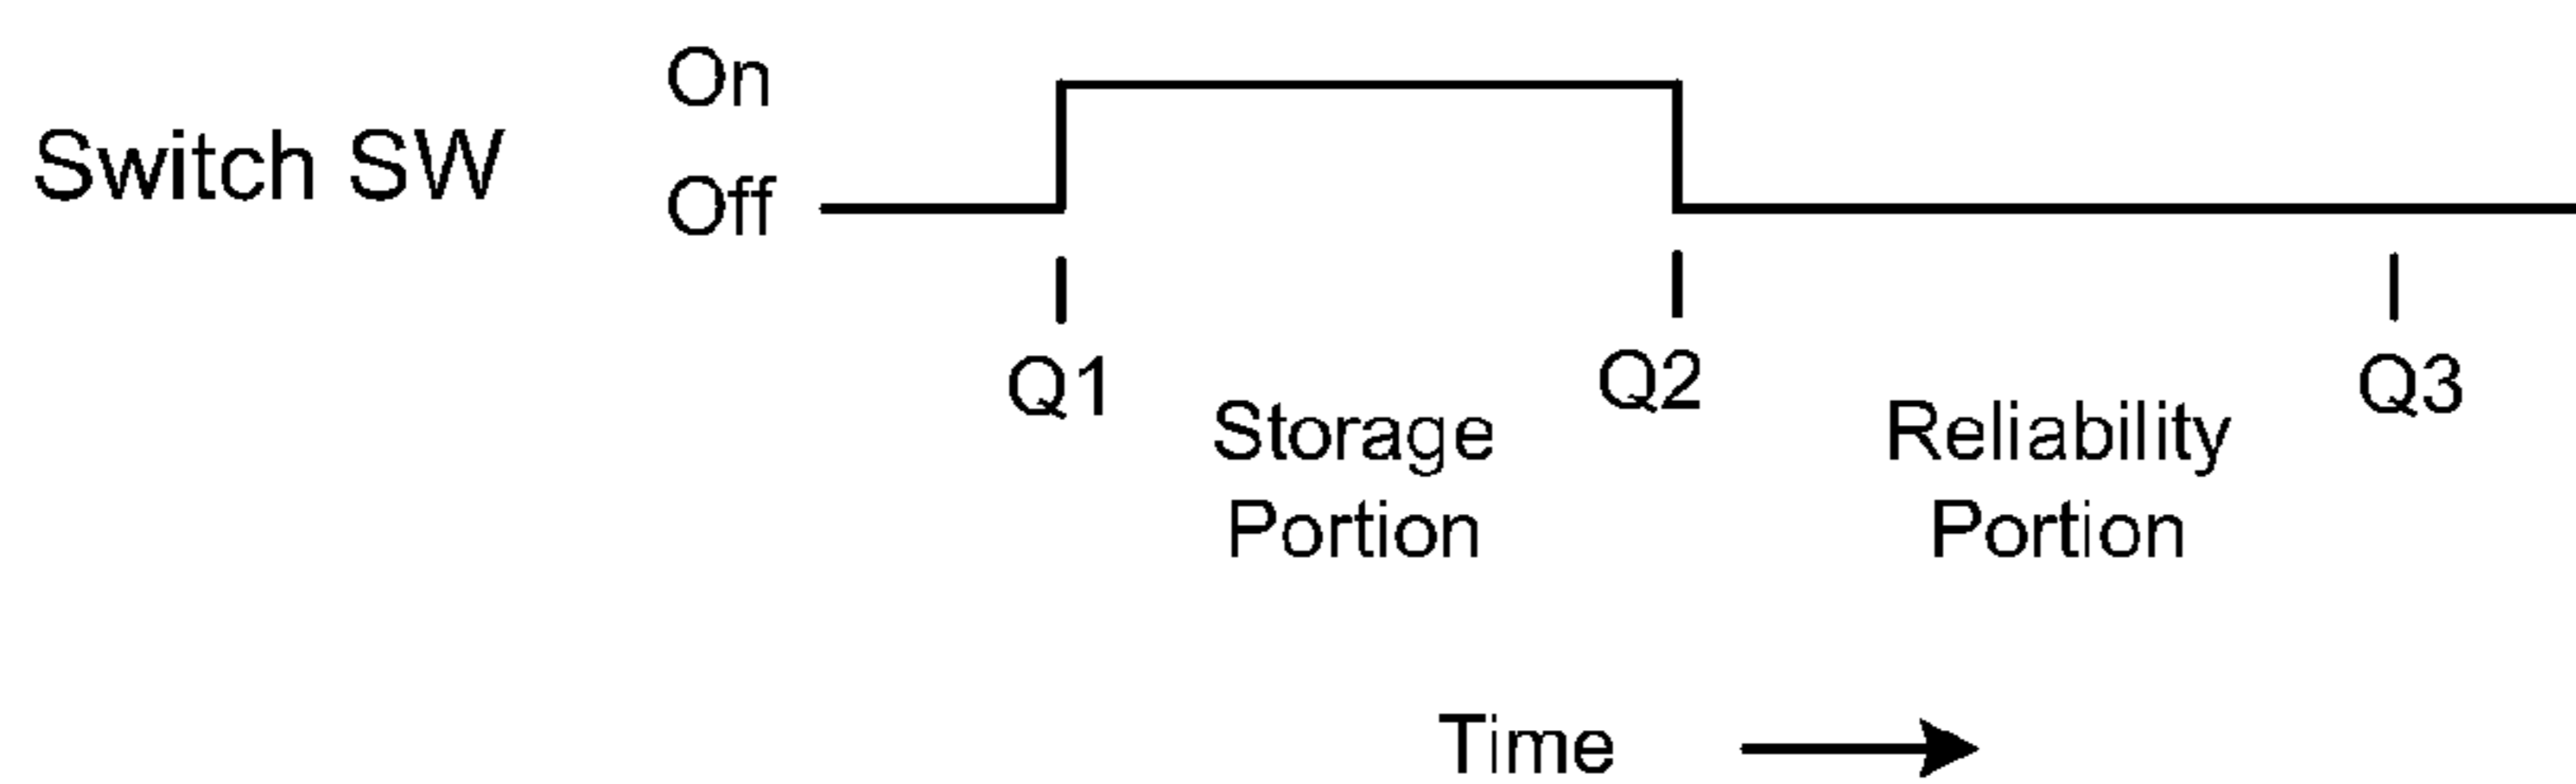 On
Switch SW
Off
Q1
Q2
Q3
Storage
Portion
Reliability
Portion
Time